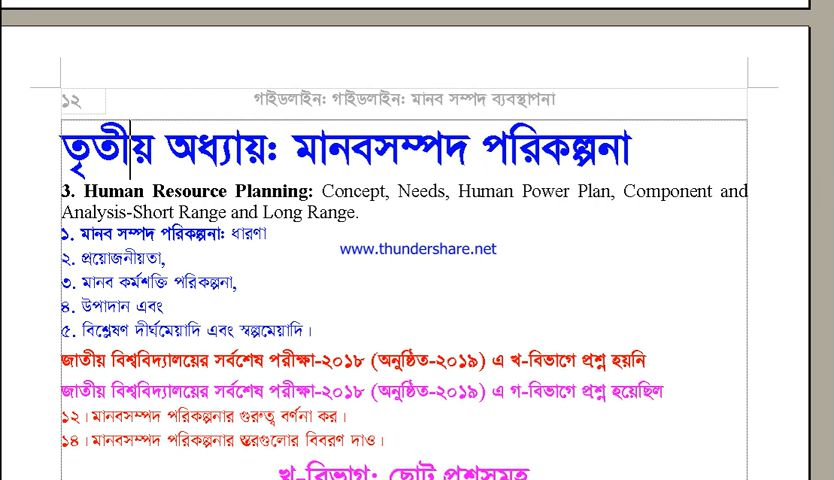 ১২
গাইডলাইন: গাইডলাইন: মানব সম্পদ ব্যবস্থাপনা
তৃতীয় অধ্যায়: মানবসম্পদ পরিকল্পনা
3. Human Resource Planning: Concept, Needs, Human Power Plan, Component and
Analysis-Short Range and Long Range.
১. মানব সম্পদ পরিকল্পনা: ধারণা
www.thundershare.net
২. প্রয়োজনীয়তা,
৩. মানব কর্মশক্তি পরিকল্পনা,
৪. উপাদান এবং
৫. বিশ্লেষণ দীর্ঘমেয়াদি এবং স্বল্পমেয়াদি।
জাতীয় বিশ্ববিদ্যালয়ের সর্বশেষ পরীক্ষা-২০১৮ (অনুষ্ঠিত-২০১৯) এ খ-বিভাগে প্রশ্ন হয়নি
জাতীয় বিশ্ববিদ্যালয়ের সর্বশেষ পরীক্ষা-২০১৮ (অনুষ্ঠিত-২০১৯) এ গ-বিভাগে প্রশ্ন হয়েছিল
১২। মানবসম্পদ পরিকল্পনার গুরুত্ব বর্ণনা কর।
১৪। মানবসম্পদ পরিকল্পনার স্তরগুলোর বিবরণ দাও।
খ-বিভাগ: ছোট প্রশ্নসমূহ